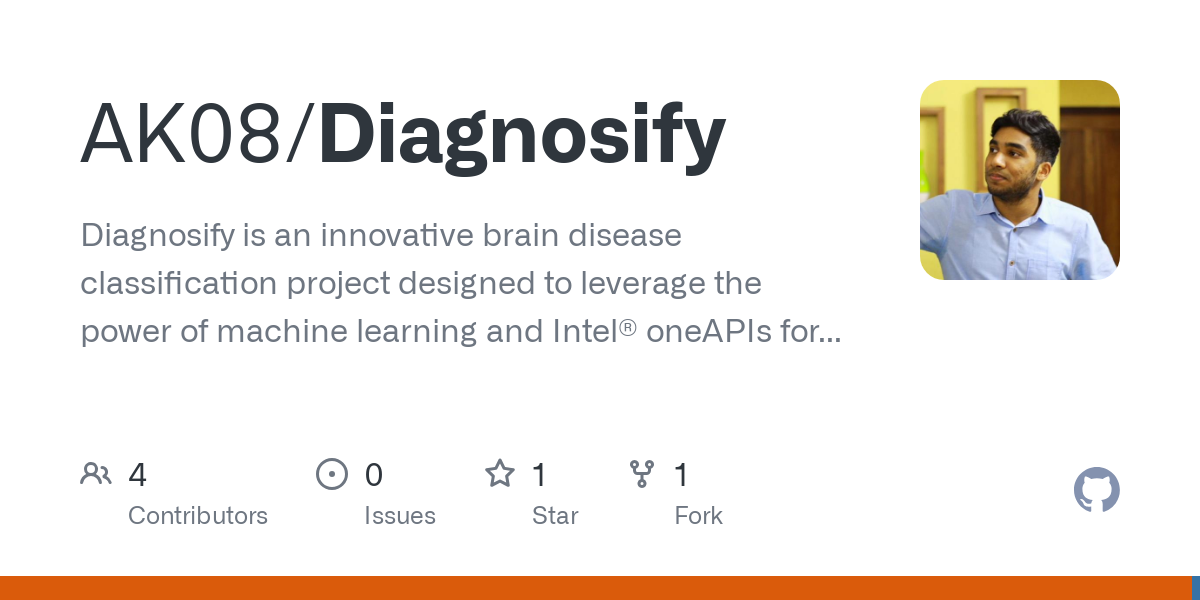 AK08/Diagnosify
Diagnosify is an innovative brain disease
classification project designed to leverage the
power of machine learning and Intel® oneAPIs for...
4 0 1 1
Contributors Issues Star Fork